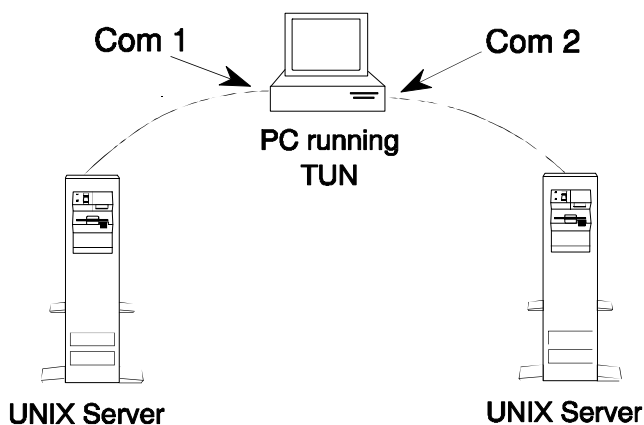 Com 1
Com 2
PC running
TUN
UNIX Server
UNIX Server